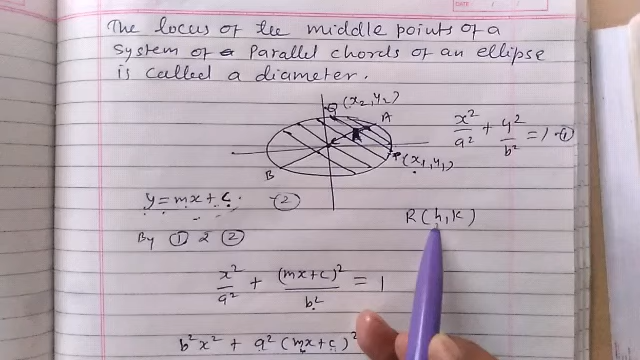 DATE: / /
The locus of the middle points of a
system of Parallel chords of an ellipse
is called a diameter.
Q (x₂, y₂)
A
x²/a² + y²/b² = 1 ①
R
C
P (x₁, y₁)
B
y = mx + c. ②
R(h, k)
By ① 2 ②
x²/a² + (mx+c)²/b² = 1
b²x² + a²(mx+c)²